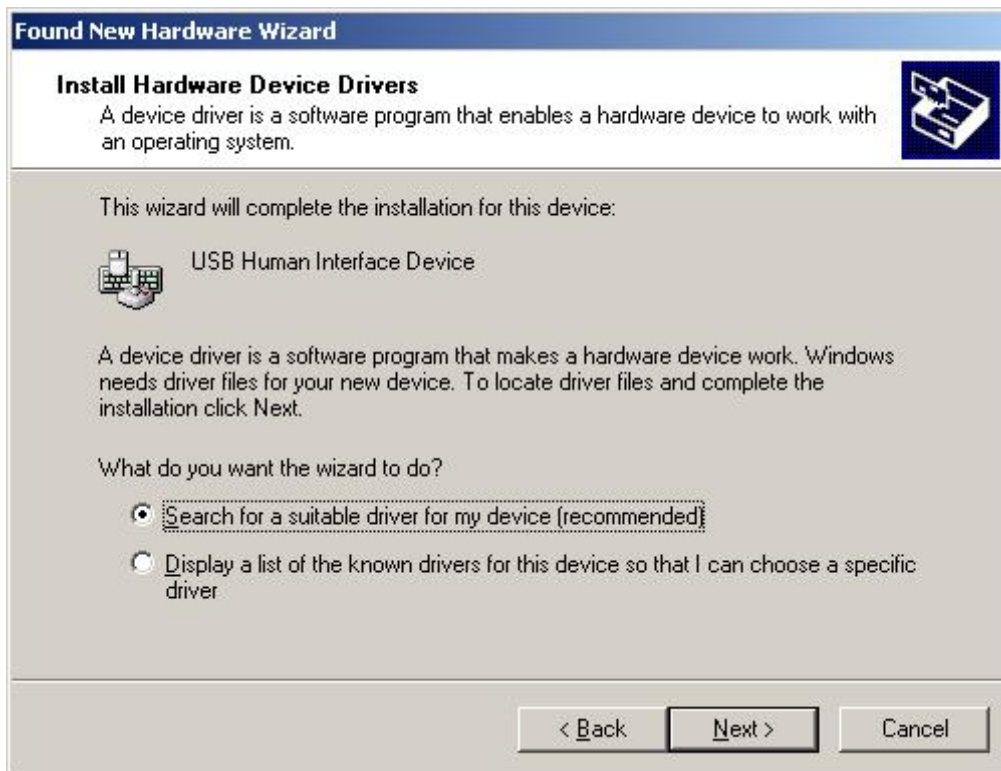 Found New Hardware Wizard
Install Hardware Device Drivers
A device driver is a software program that enables a hardware device to work with
an operating system.
This wizard will complete the installation for this device:
USB Human Interface Device
A device driver is a software program that makes a hardware device work. Windows
needs driver files for your new device. To locate driver files and complete the
installation click Next.
What do you want the wizard to do?
Search for a suitable driver for my device (recommended)
Display a list of the known drivers for this device so that I can choose a specific
driver
< Back
Next >
Cancel